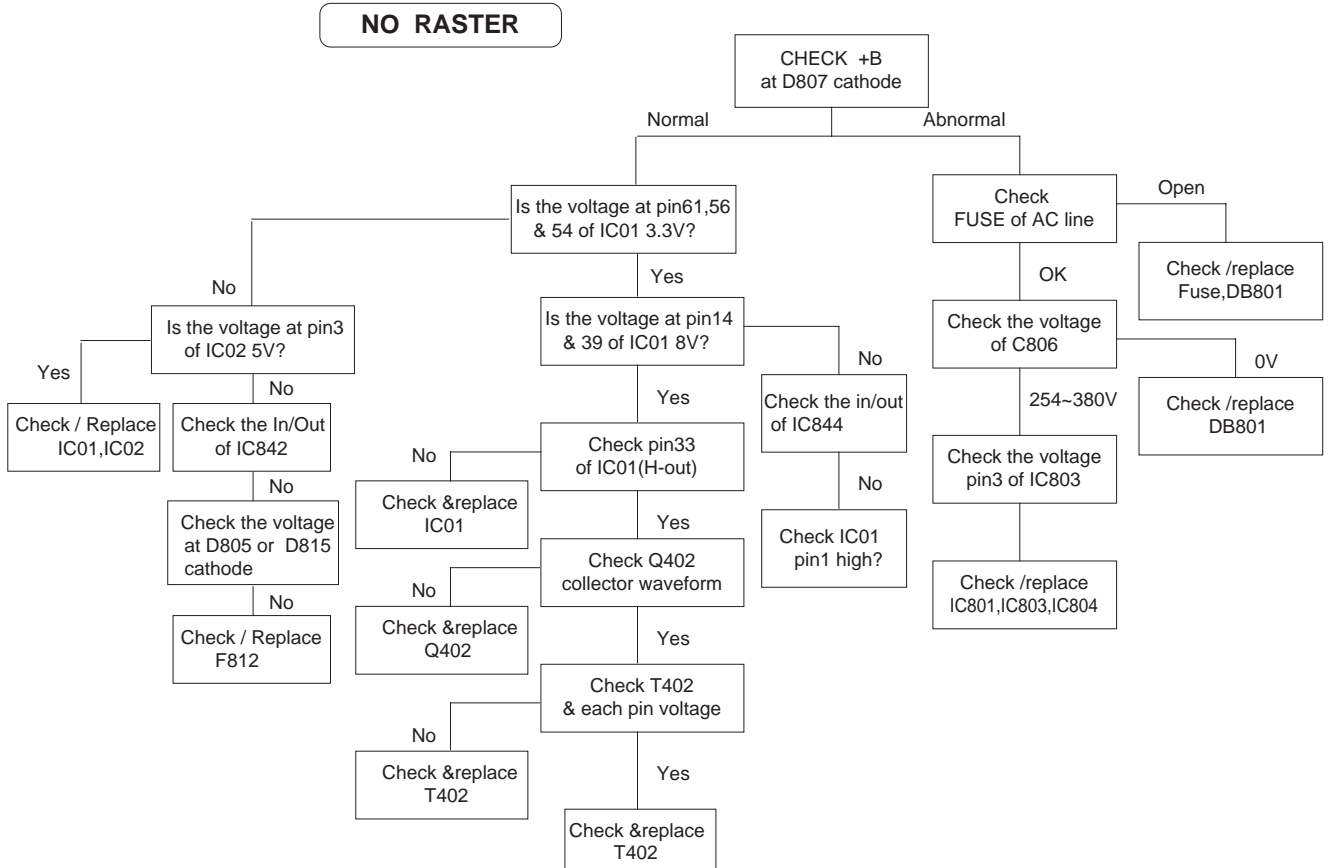 NO RASTER
CHECK +B
at D807 cathode
Normal
Abnormal
Is the voltage at pin61,56
& 54 of IC01 3.3V?
Check
FUSE of AC line
Open
Check /replace
Fuse,DB801
No
Yes
OK
Is the voltage at pin3
of IC02 5V?
Is the voltage at pin14
& 39 of IC01 8V?
Check the voltage
of C806
Yes
No
Yes
No
254~380V
0V
Check / Replace
IC01,IC02
Check the In/Out
of IC842
Check the in/out
of IC844
Check /replace
DB801
No
Check pin33
of IC01(H-out)
Check the voltage
pin3 of IC803
No
Check &replace
IC01
Yes
No
Check the voltage
at D805 or D815
cathode
Check Q402
collector waveform
Check IC01
pin1 high?
Check /replace
IC801,IC803,IC804
No
Check / Replace
F812
No
Check &replace
Q402
Yes
Check T402
& each pin voltage
No
Check &replace
T402
Yes
Check &replace
T402